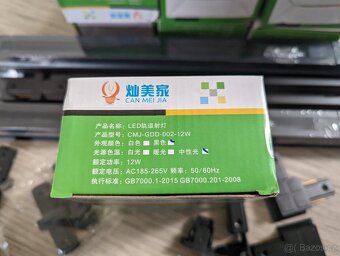 灿美家
CAN MEI JIA
产品名称：LED轨道射灯
产品型号：CMJ-GDD-002-12W
外观颜色：白色 黑色
光源色温：白光 暖光 中性光
额定功率：12W
额定电压：AC185-265V 频率：50/60Hz
执行标准：GB7000.1-2015 GB7000.201-2008